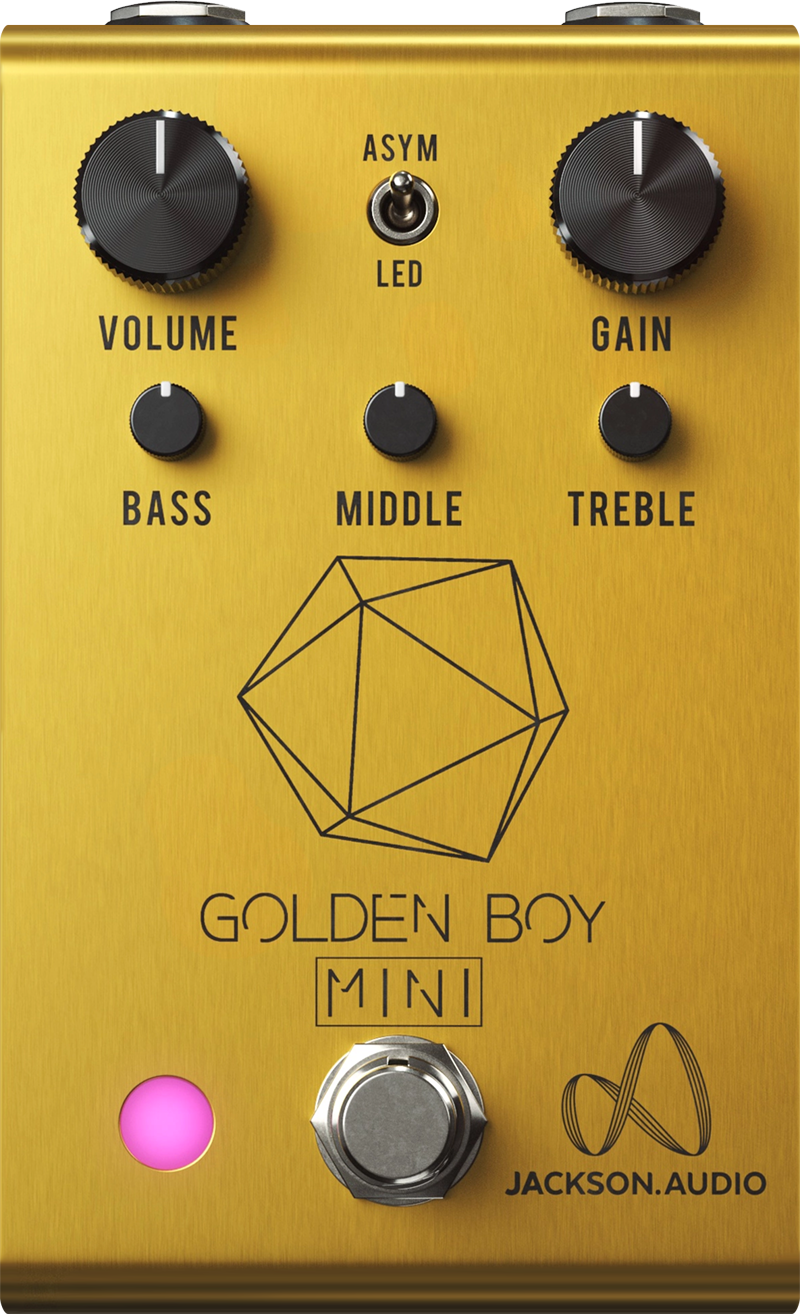 ASYM
LED
VOLUME
GAIN
BASS
MIDDLE
TREBLE
GOLDEN BOY
MINI
JACKSON.AUDIO